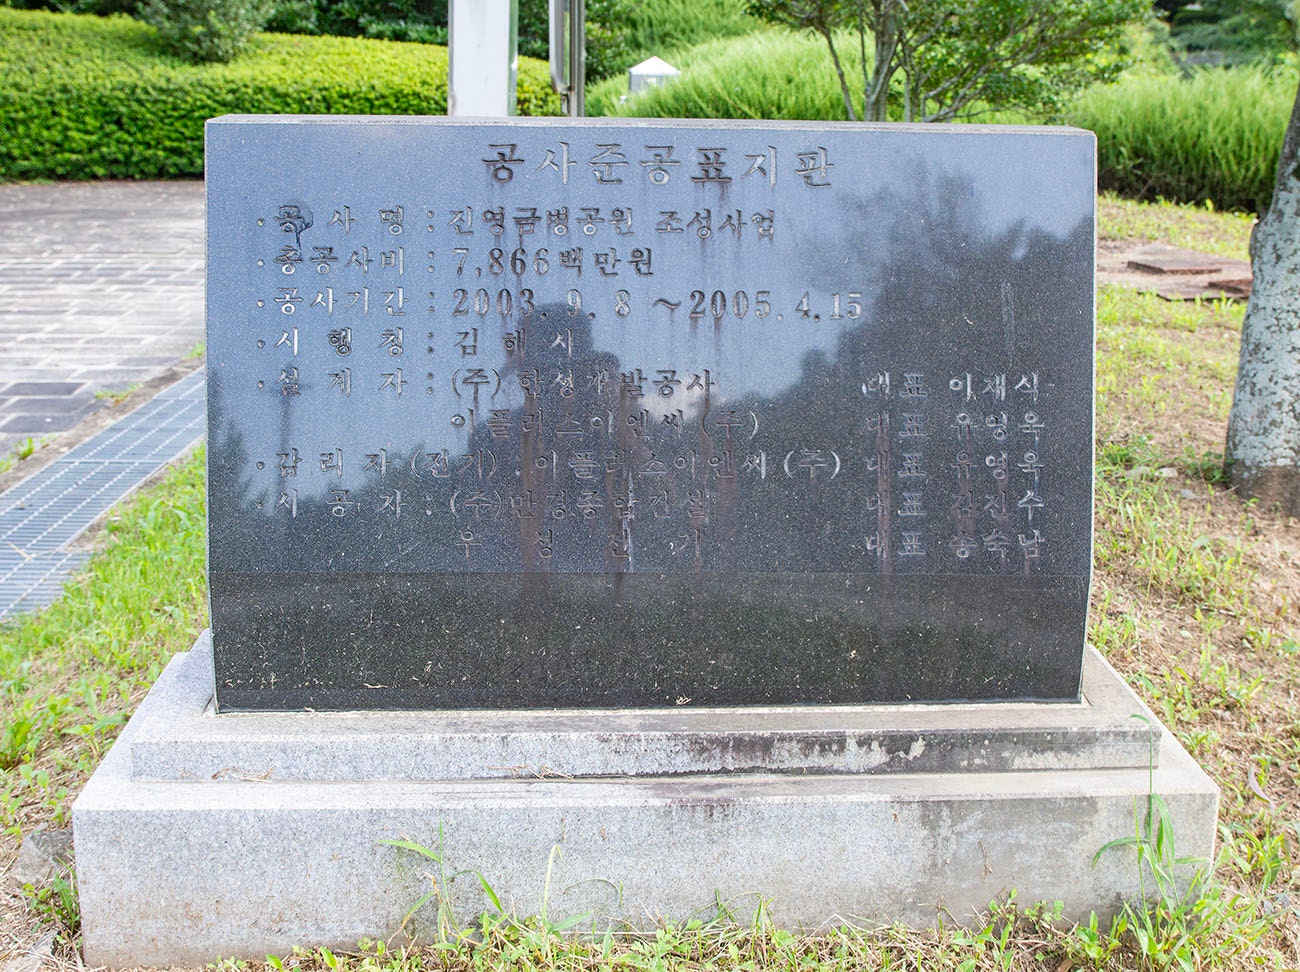 공사준공표지판
· 공 사 명 : 진영금병공원 조성사업
· 총공사비 : 7,866백만원
· 공사기간 : 2003. 9. 8 ~ 2005. 4. 15
· 시 행 청 : 김 해 시
· 설 계 자 : (주) 한성개발공사 대표 이재식
이플러스이엔씨 (주) 대표 유영욱
· 감 리 자 (전기) : 이플러스이엔씨 (주) 대표 유영욱
· 시 공 자 : (주)만경종합건설 대표 김진수
우 성 전 기 대표 송숙남